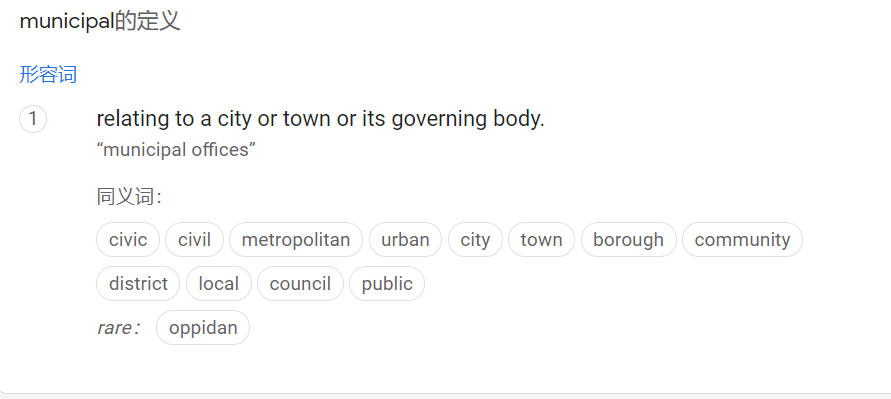 municipal的定义
形容词
1 relating to a city or town or its governing body.
“municipal offices”
同义词：
civic civil metropolitan urban city town borough community
district local council public
rare： oppidan